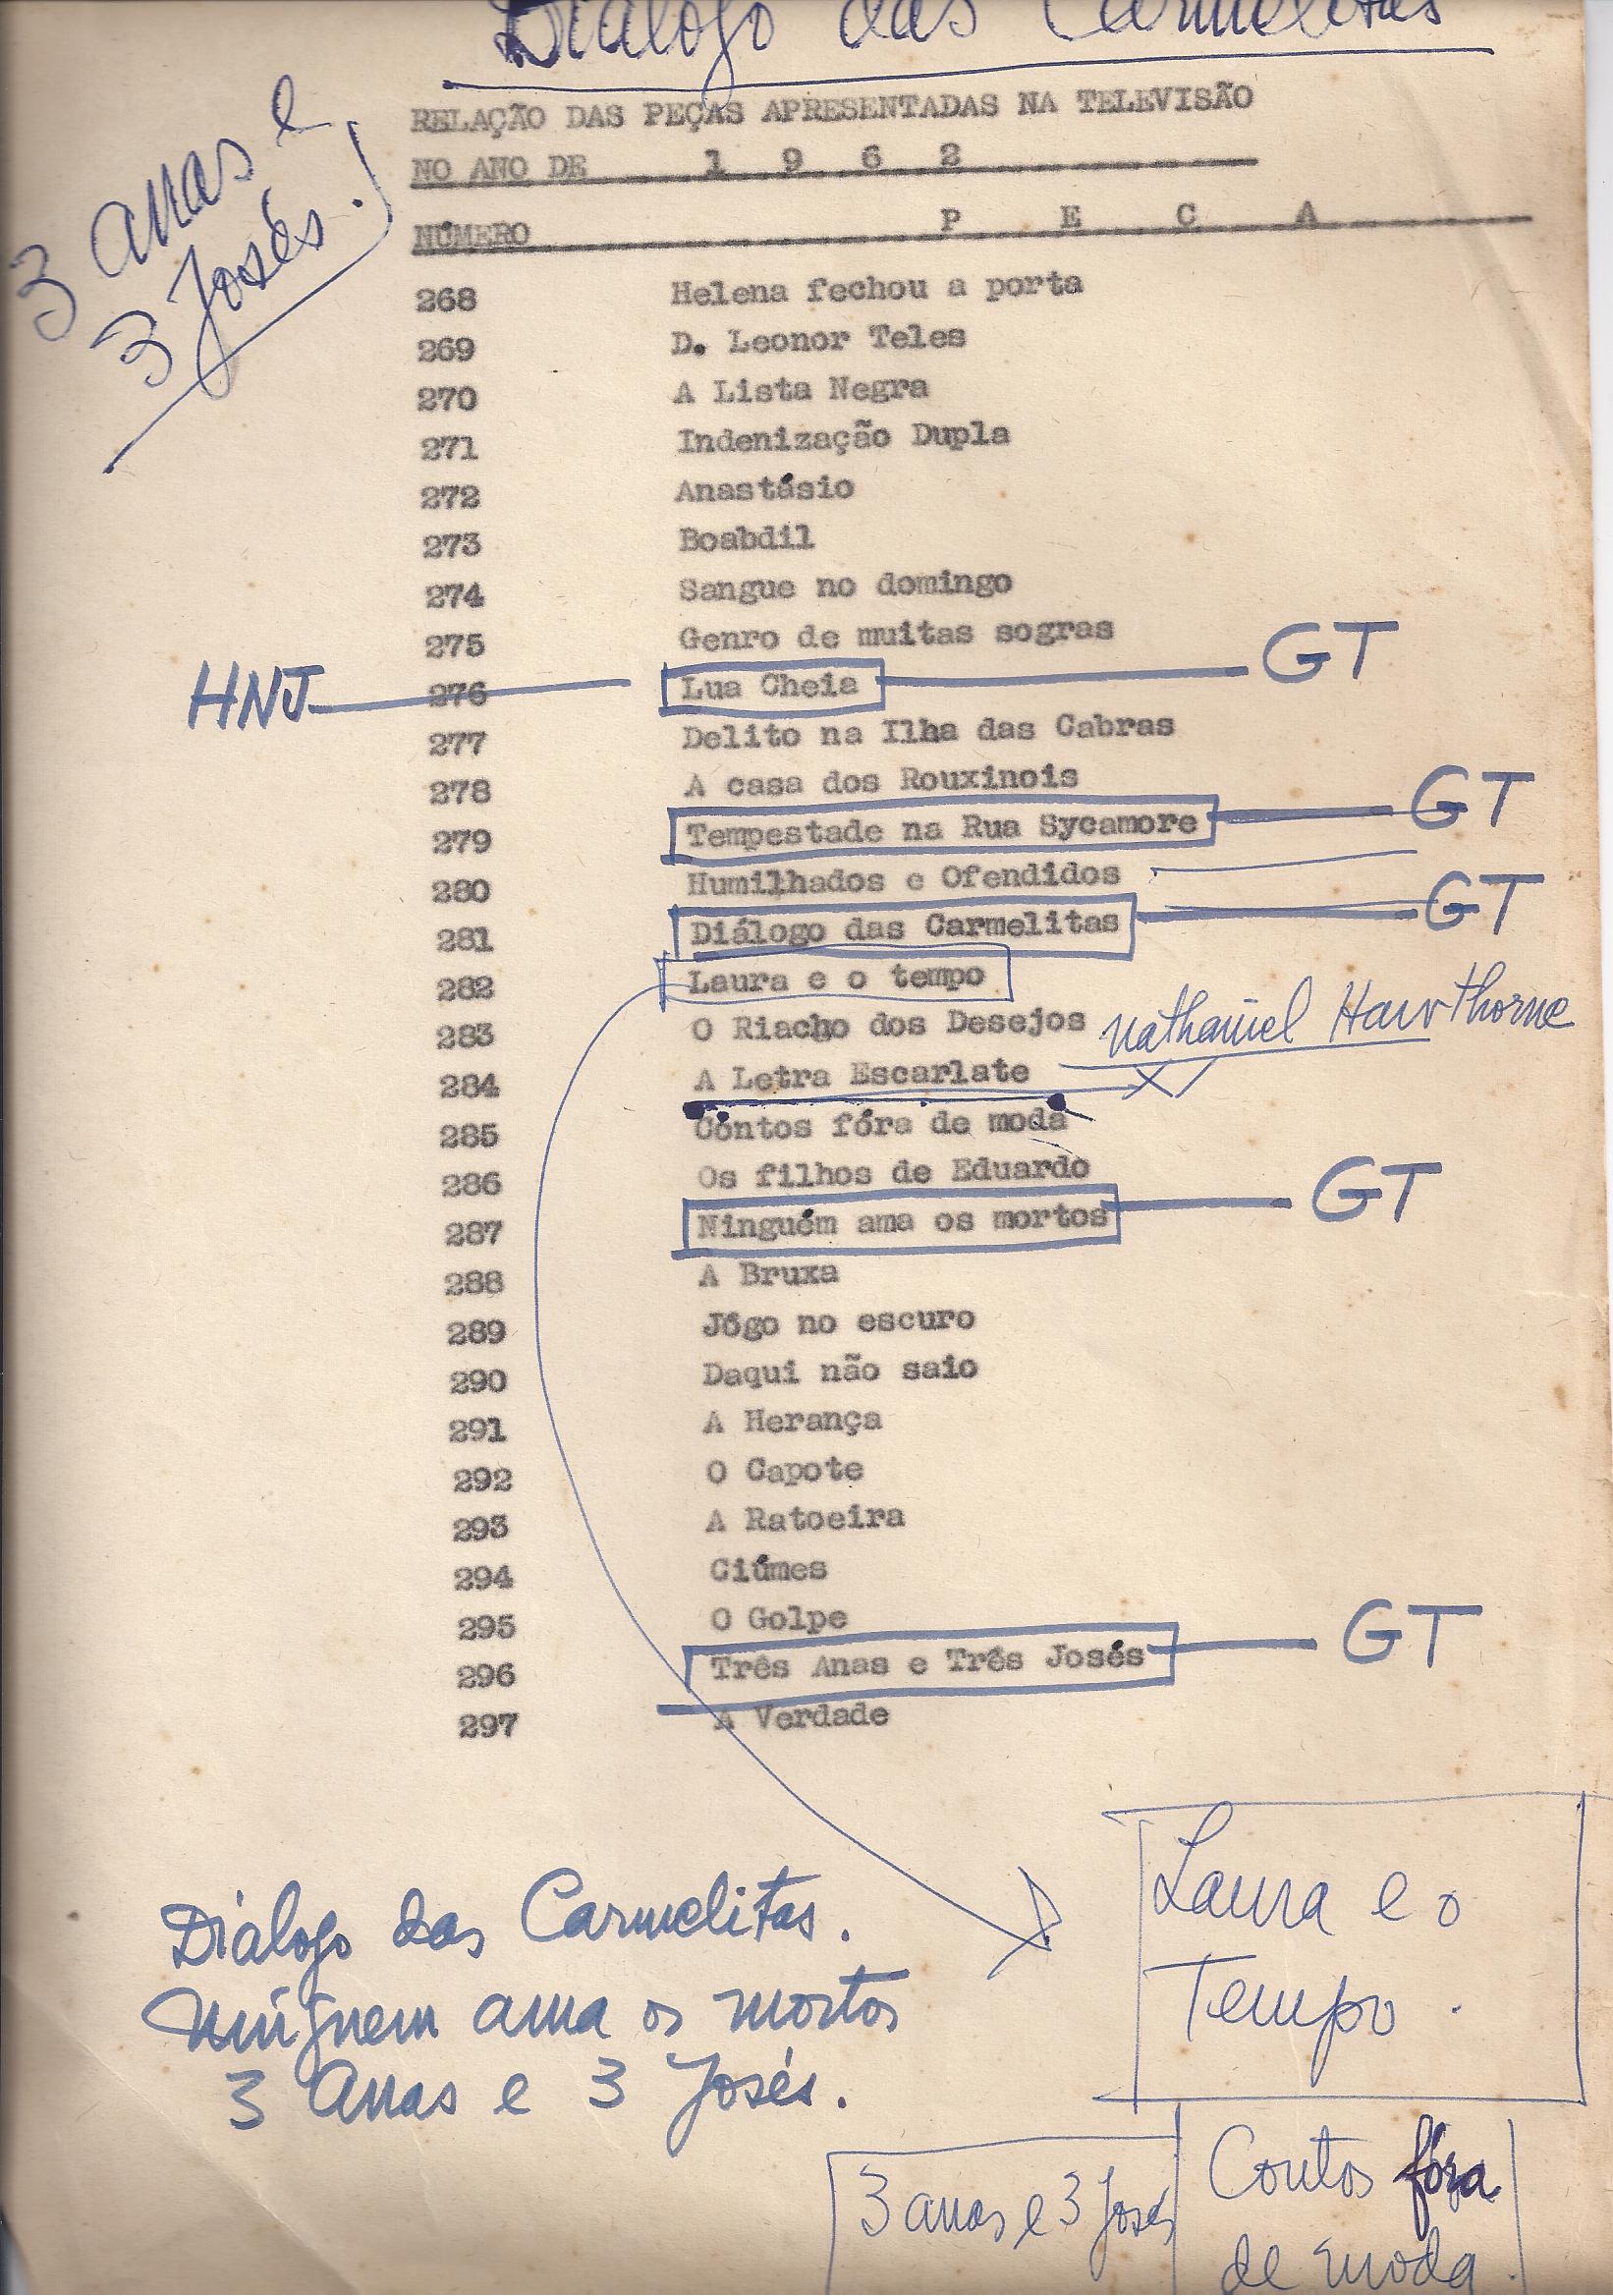 Diálogo das Carmelitas
3 anas e
3 Josés!
RELAÇÃO DAS PEÇAS APRESENTADAS NA TELEVISÃO
NO ANO DE 1 9 6 2
NÚMERO P E C A
268 Helena fechou a porta
269 D. Leonor Teles
270 A Lista Negra
271 Indenização Dupla
272 Anastásio
273 Boabdil
274 Sangue no domingo
275 Genro de muitas sogras
HNJ 276 Lua Cheia GT
277 Delito na Ilha das Cabras
278 A casa dos Rouxinois
279 Tempestade na Rua Sycamore GT
280 Humilhados e Ofendidos
281 Diálogo das Carmelitas GT
282 Laura e o tempo
283 O Riacho dos Desejos
Nathaniel Hawthorne
284 A Letra Escarlate
285 Contos fóra de moda
286 Os filhos de Eduardo
287 Ninguém ama os mortos GT
288 A Bruxa
289 Jôgo no escuro
290 Daqui não saio
291 A Herança
292 O Capote
293 A Ratoeira
294 Ciúmes
295 O Golpe
296 Três Anas e Três Josés GT
297 A Verdade
Laura e o
Tempo.
Diálogo das Carmelitas.
Ninguem ama os mortos
3 Anas e 3 Josés.
3 anas e 3 Josés
Contos fóra
de moda.